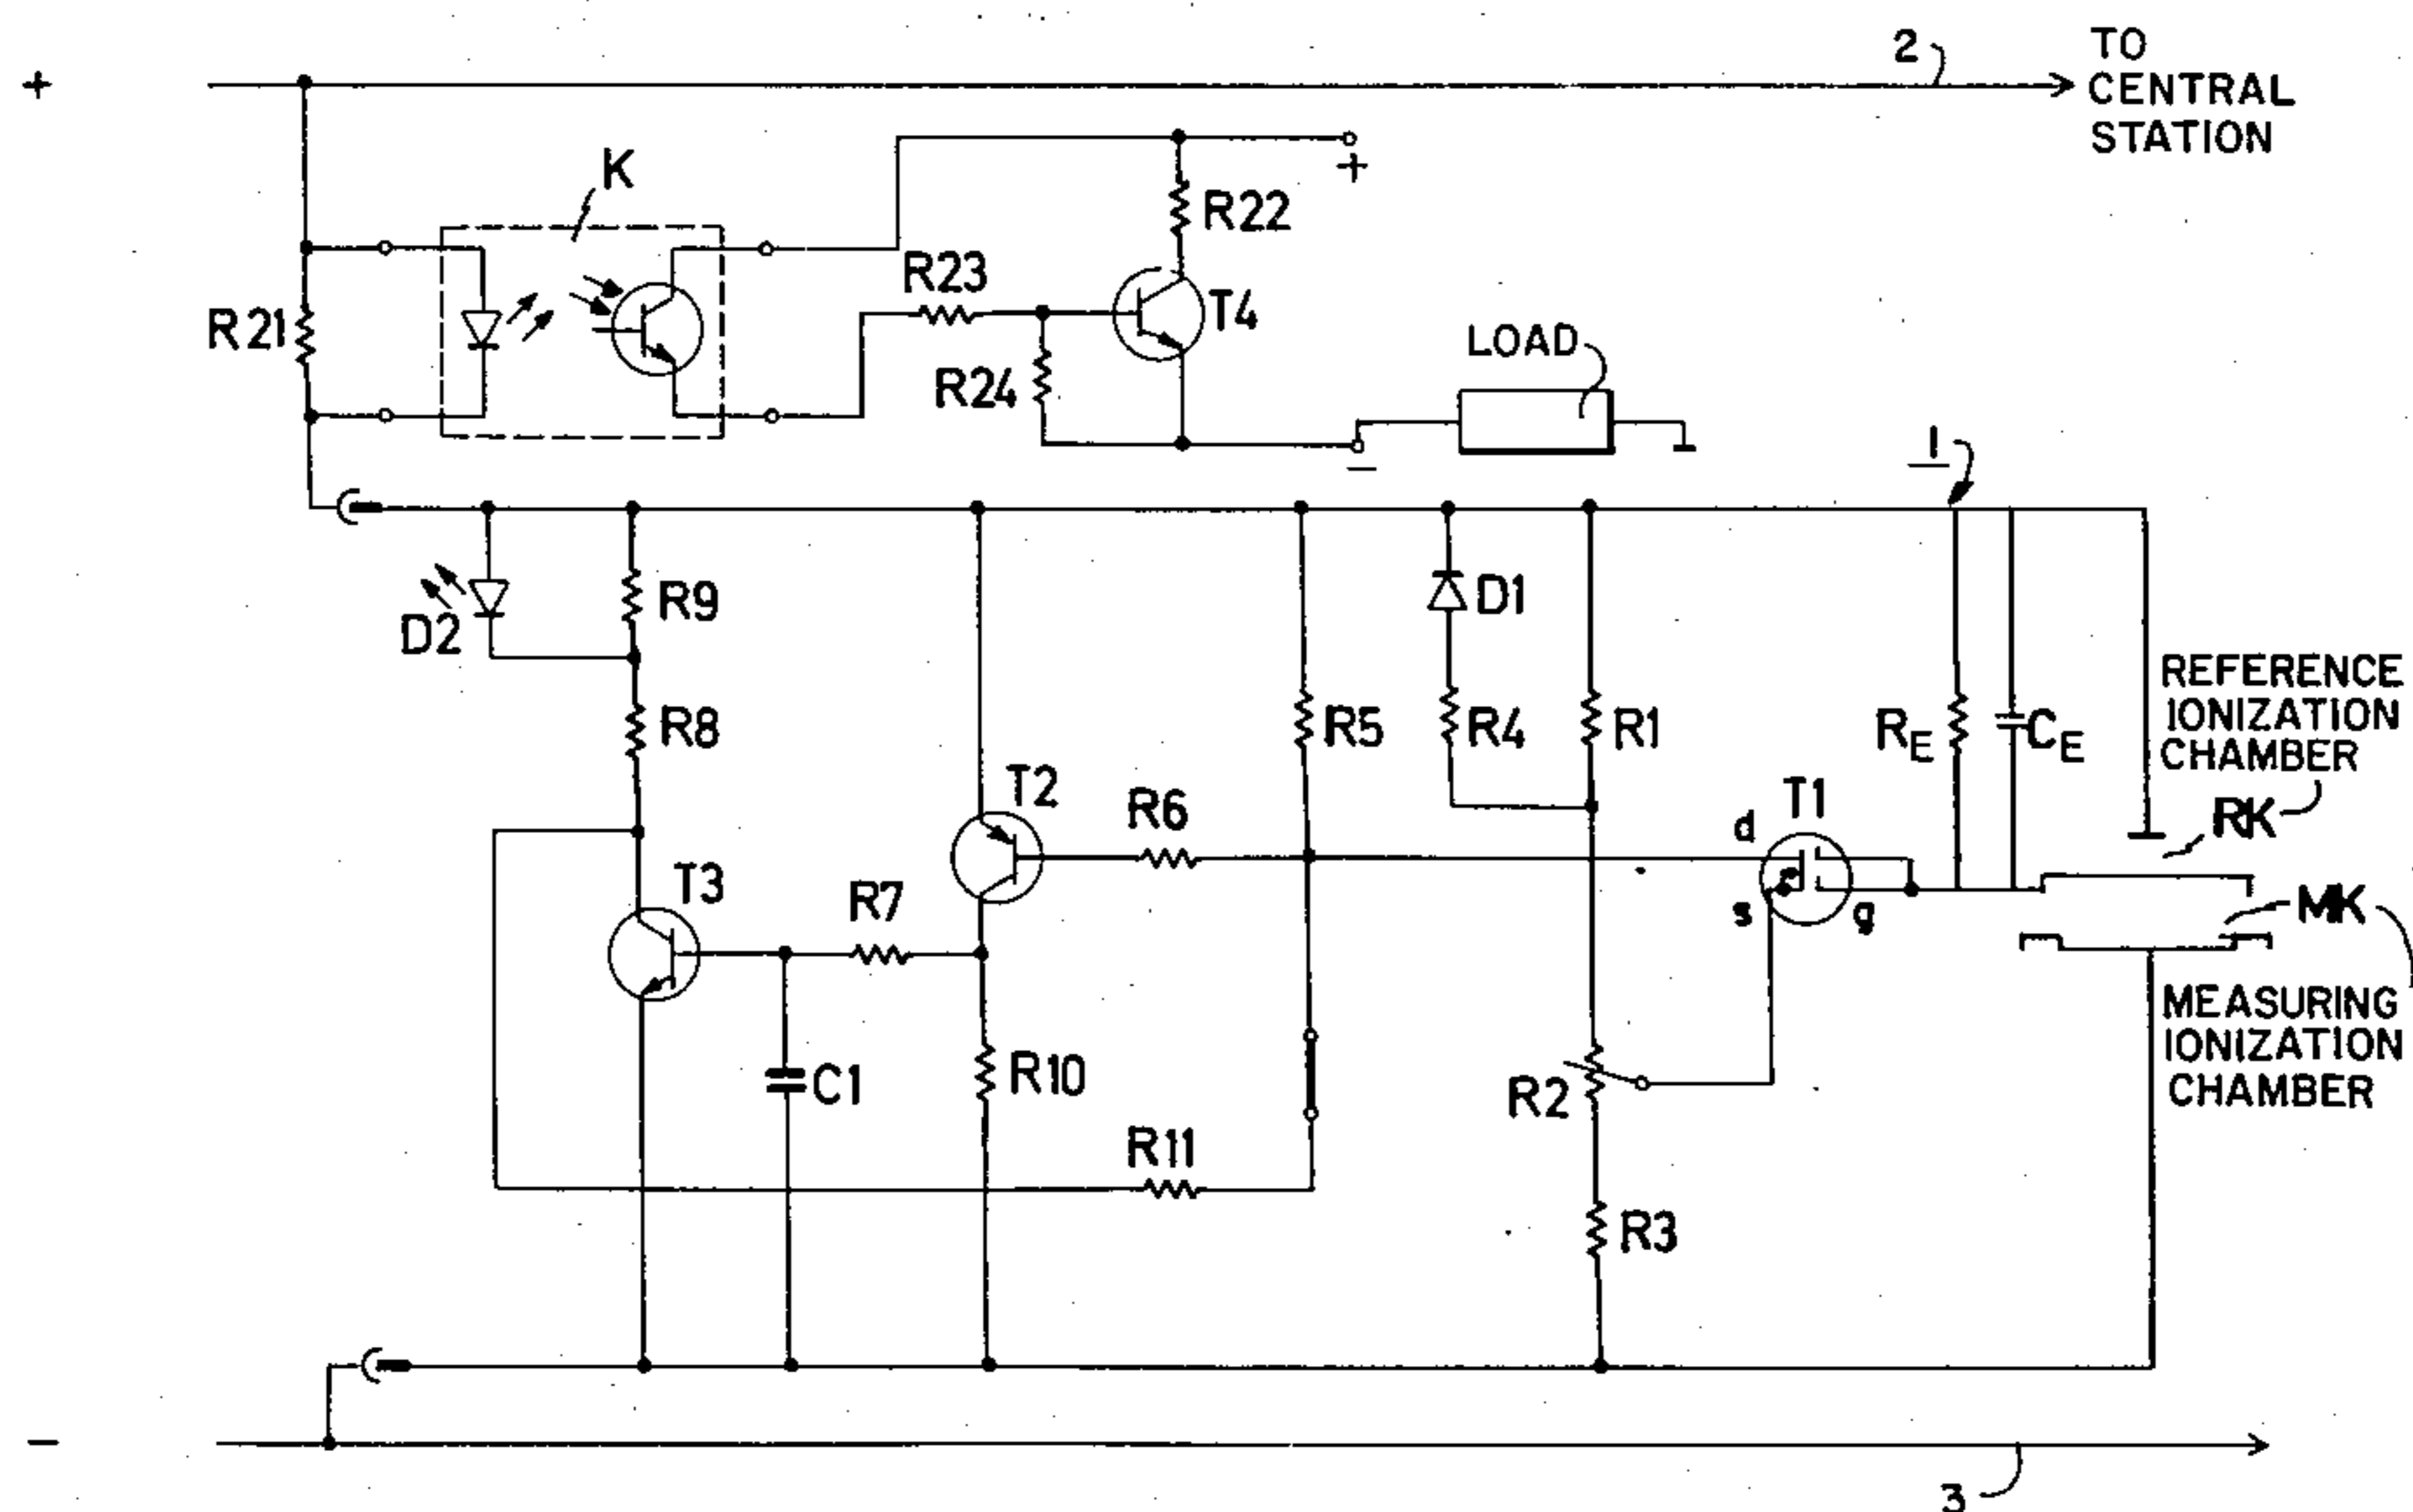 +
2
TO
CENTRAL
STATION
K
+
R22
R23
T4
R21
R24
LOAD
−
1
D2
R9
D1
R8
R5
R4
R1
RE
CE
REFERENCE
IONIZATION
CHAMBER
RK
T2
R6
T1
d
s
g
T3
R7
MK
MEASURING
IONIZATION
CHAMBER
C1
R10
R2
R11
R3
−
3